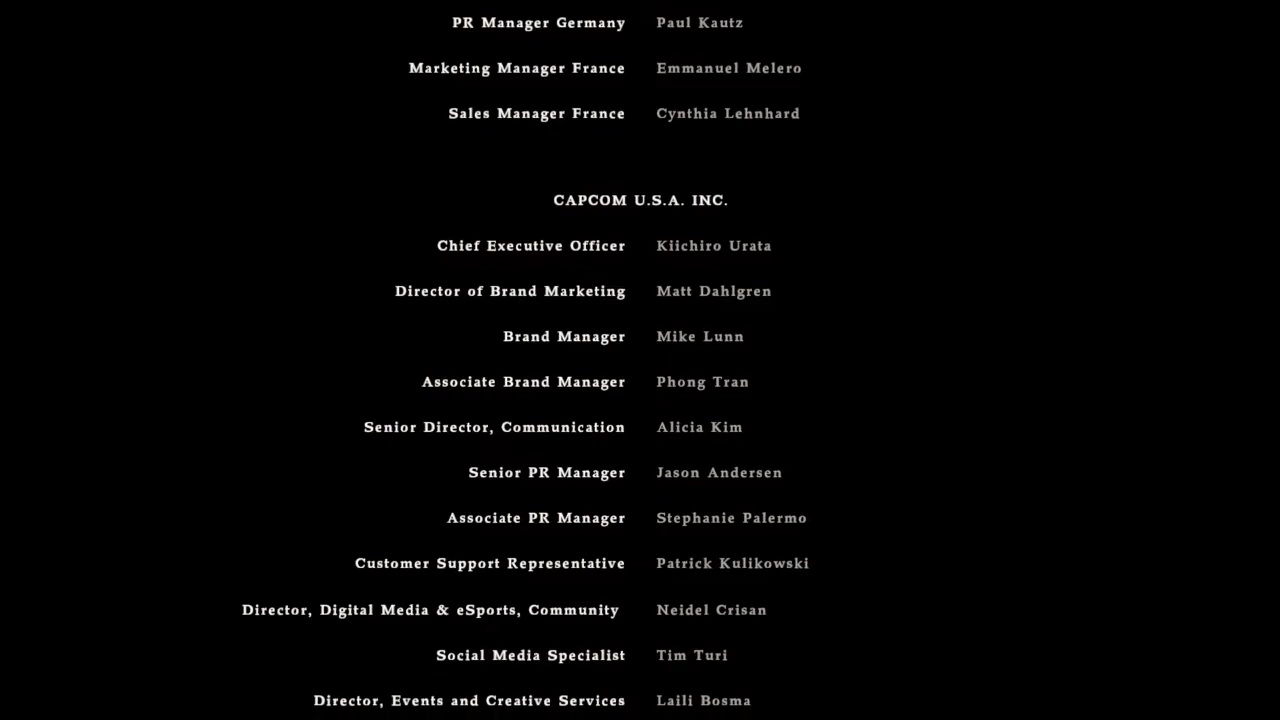 PR Manager Germany Paul Kautz
Marketing Manager France Emmanuel Melero
Sales Manager France Cynthia Lehnhard
CAPCOM U.S.A. INC.
Chief Executive Officer Kiichiro Urata
Director of Brand Marketing Matt Dahlgren
Brand Manager Mike Lunn
Associate Brand Manager Phong Tran
Senior Director, Communication Alicia Kim
Senior PR Manager Jason Andersen
Associate PR Manager Stephanie Palermo
Customer Support Representative Patrick Kulikowski
Director, Digital Media & eSports, Community Neidel Crisan
Social Media Specialist Tim Turi
Director, Events and Creative Services Laili Bosma